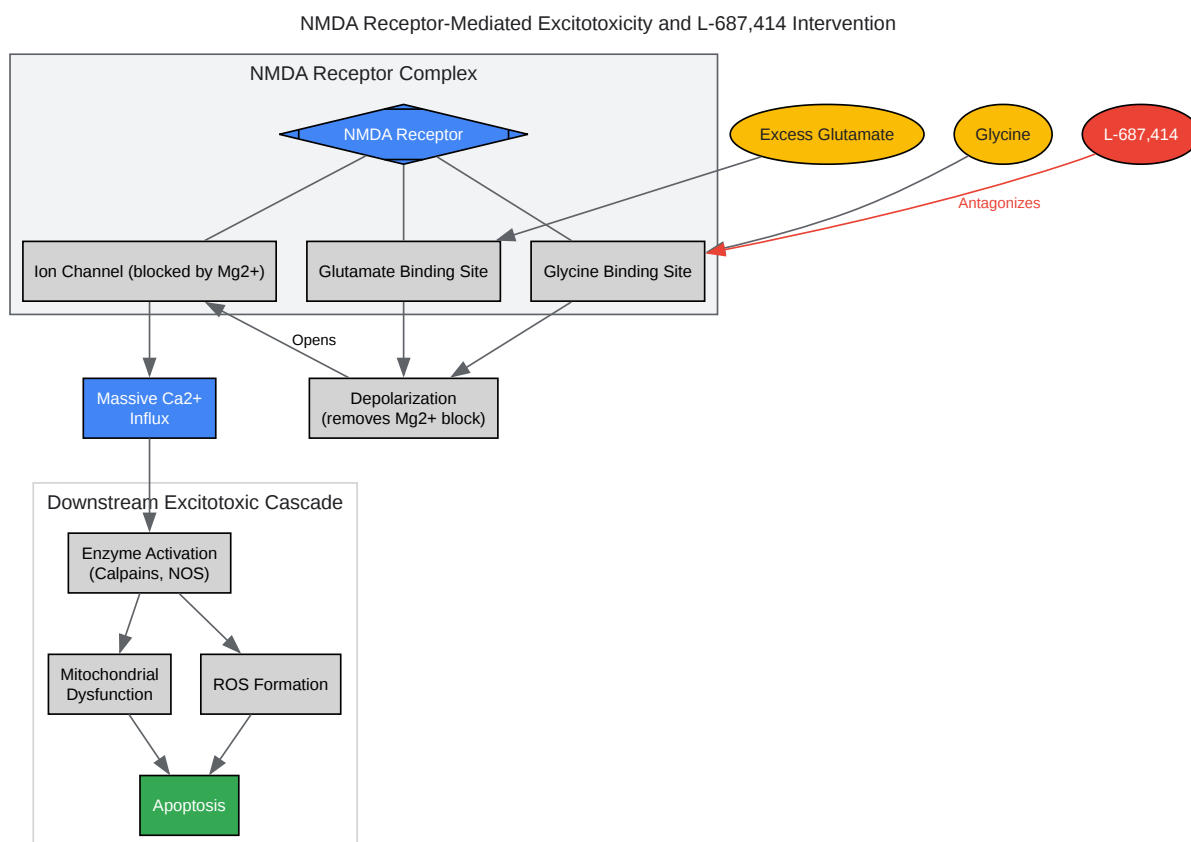 NMDA Receptor-Mediated Excitotoxicity and L-687,414 Intervention
NMDA Receptor Complex
NMDA Receptor
Excess Glutamate
Glycine
L-687,414
Antagonizes
Ion Channel (blocked by Mg2+)
Glutamate Binding Site
Glycine Binding Site
Opens
Massive Ca2+
Influx
Depolarization
(removes Mg2+ block)
Downstream Excitotoxic Cascade
Enzyme Activation
(Calpains, NOS)
Mitochondrial
Dysfunction
ROS Formation
Apoptosis